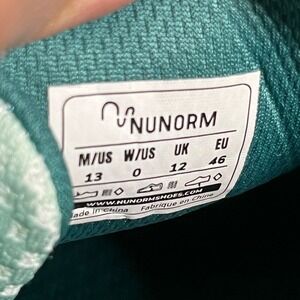 NUNORM
M/US W/US UK EU
13 0 12 46
WWW.NUNORMSHOES.COM
Made in China Fabriqué en Chine